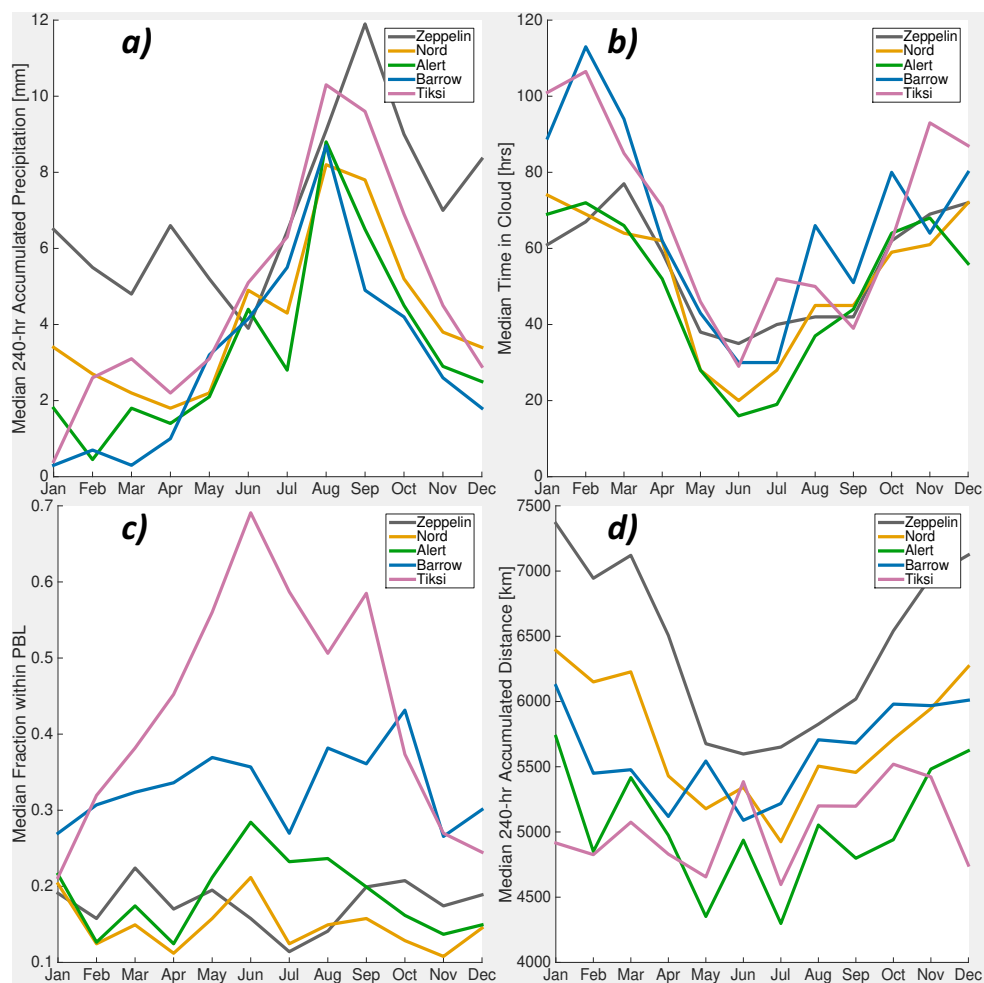 a)
Median 240-hr Accumulated Precipitation [mm]
12
10
8
6
4
2
0
Zeppelin
Nord
Alert
Barrow
Tiksi
Jan Feb Mar Apr May Jun Jul Aug Sep Oct Nov Dec
b)
Median Time in Cloud [hrs]
120
100
80
60
40
20
0
Zeppelin
Nord
Alert
Barrow
Tiksi
Jan Feb Mar Apr May Jun Jul Aug Sep Oct Nov Dec
c)
Median Fraction within PBL
0.7
0.6
0.5
0.4
0.3
0.2
0.1
Zeppelin
Nord
Alert
Barrow
Tiksi
Jan Feb Mar Apr May Jun Jul Aug Sep Oct Nov Dec
d)
Median 240-hr Accumulated Distance [km]
7500
7000
6500
6000
5500
5000
4500
4000
Zeppelin
Nord
Alert
Barrow
Tiksi
Jan Feb Mar Apr May Jun Jul Aug Sep Oct Nov Dec